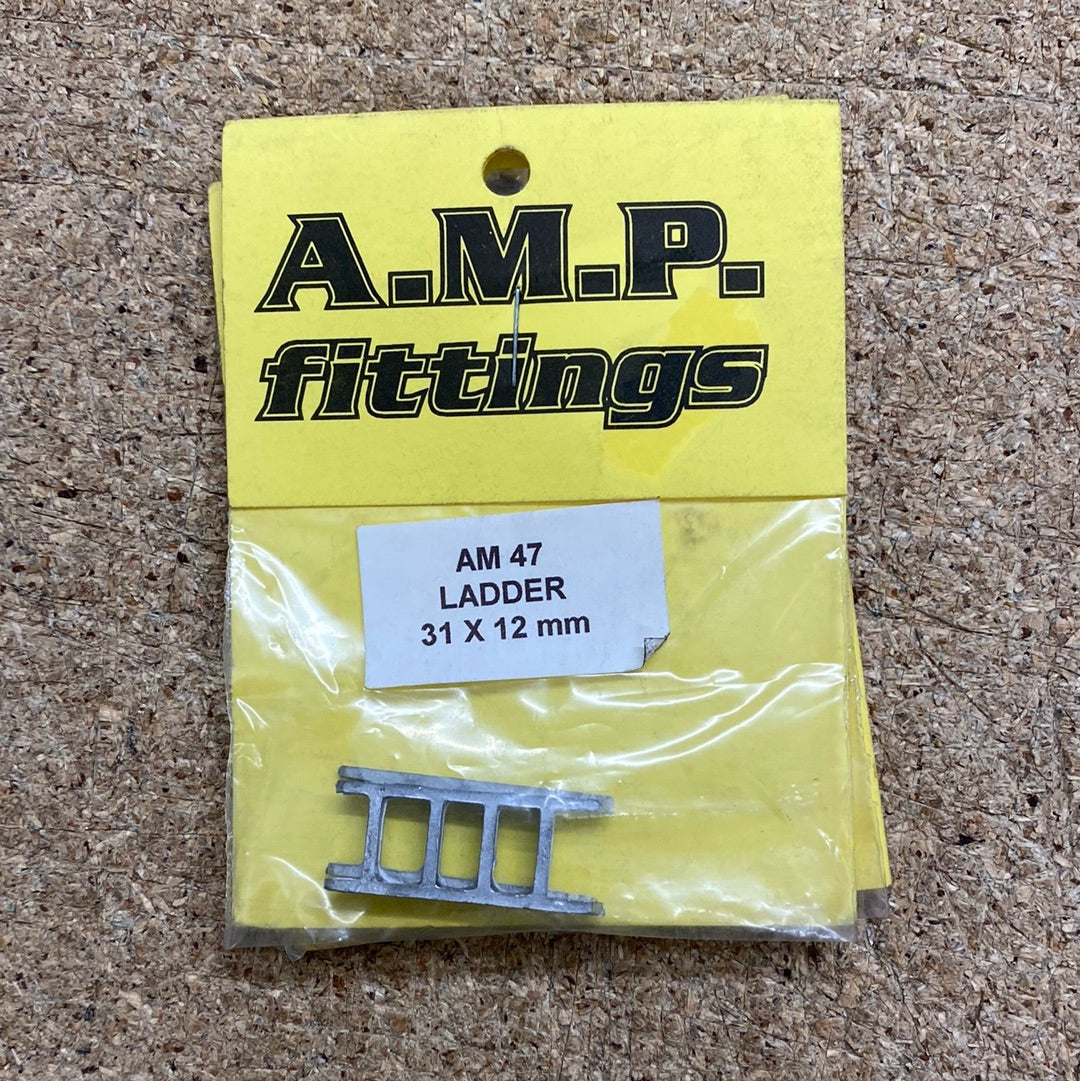 A.M.P.
fittings
AM 47
LADDER
31 X 12 mm